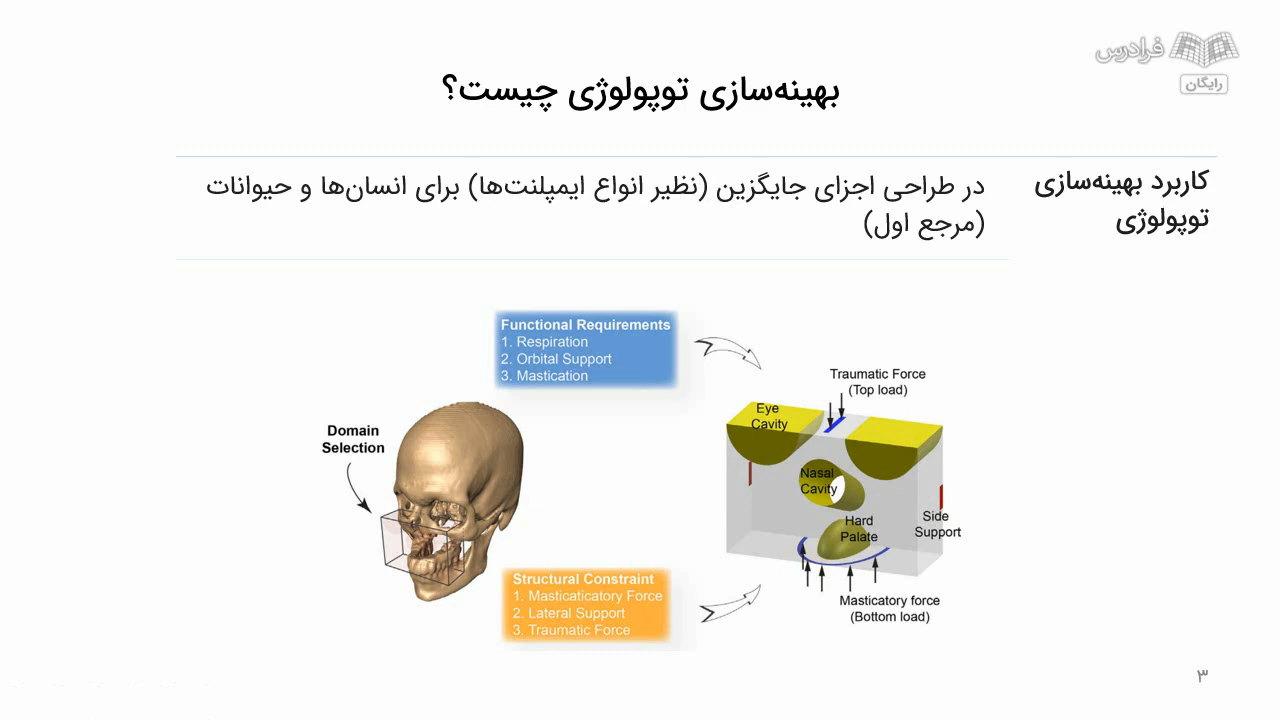 فرادرس
رایگان
بهینه‌سازی توپولوژی چیست؟
کاربرد بهینه‌سازی
توپولوژی
در طراحی اجزای جایگزین (نظیر انواع ایمپلنت‌ها) برای انسان‌ها و حیوانات
(مرجع اول)
Functional Requirements
1. Respiration
2. Orbital Support
3. Mastication
Domain
Selection
Structural Constraint
1. Masticaticatory Force
2. Lateral Support
3. Traumatic Force
Traumatic Force
(Top load)
Eye
Cavity
Nasal
Cavity
Hard
Palate
Side
Support
Masticatory force
(Bottom load)
۳